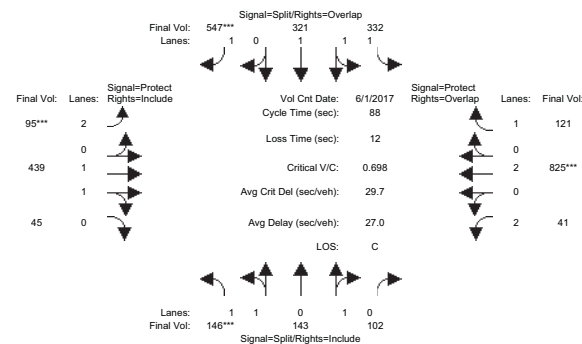 Signal=Split/Rights=Overlap
Final Vol: 547*** 321 332
Lanes: 1 0 1 1 1
Signal=Protect
Final Vol: Lanes: Rights=Include
Vol Cnt Date: 6/1/2017
Signal=Protect
Rights=Overlap Lanes: Final Vol:
Cycle Time (sec): 88
95*** 2
1 121
Loss Time (sec): 12
0
0
439 1
Critical V/C: 0.698
2 825***
1
Avg Crit Del (sec/veh): 29.7
0
45 0
Avg Delay (sec/veh): 27.0
2 41
LOS: C
Lanes: 1 1 0 1 0
Final Vol: 146*** 143 102
Signal=Split/Rights=Include